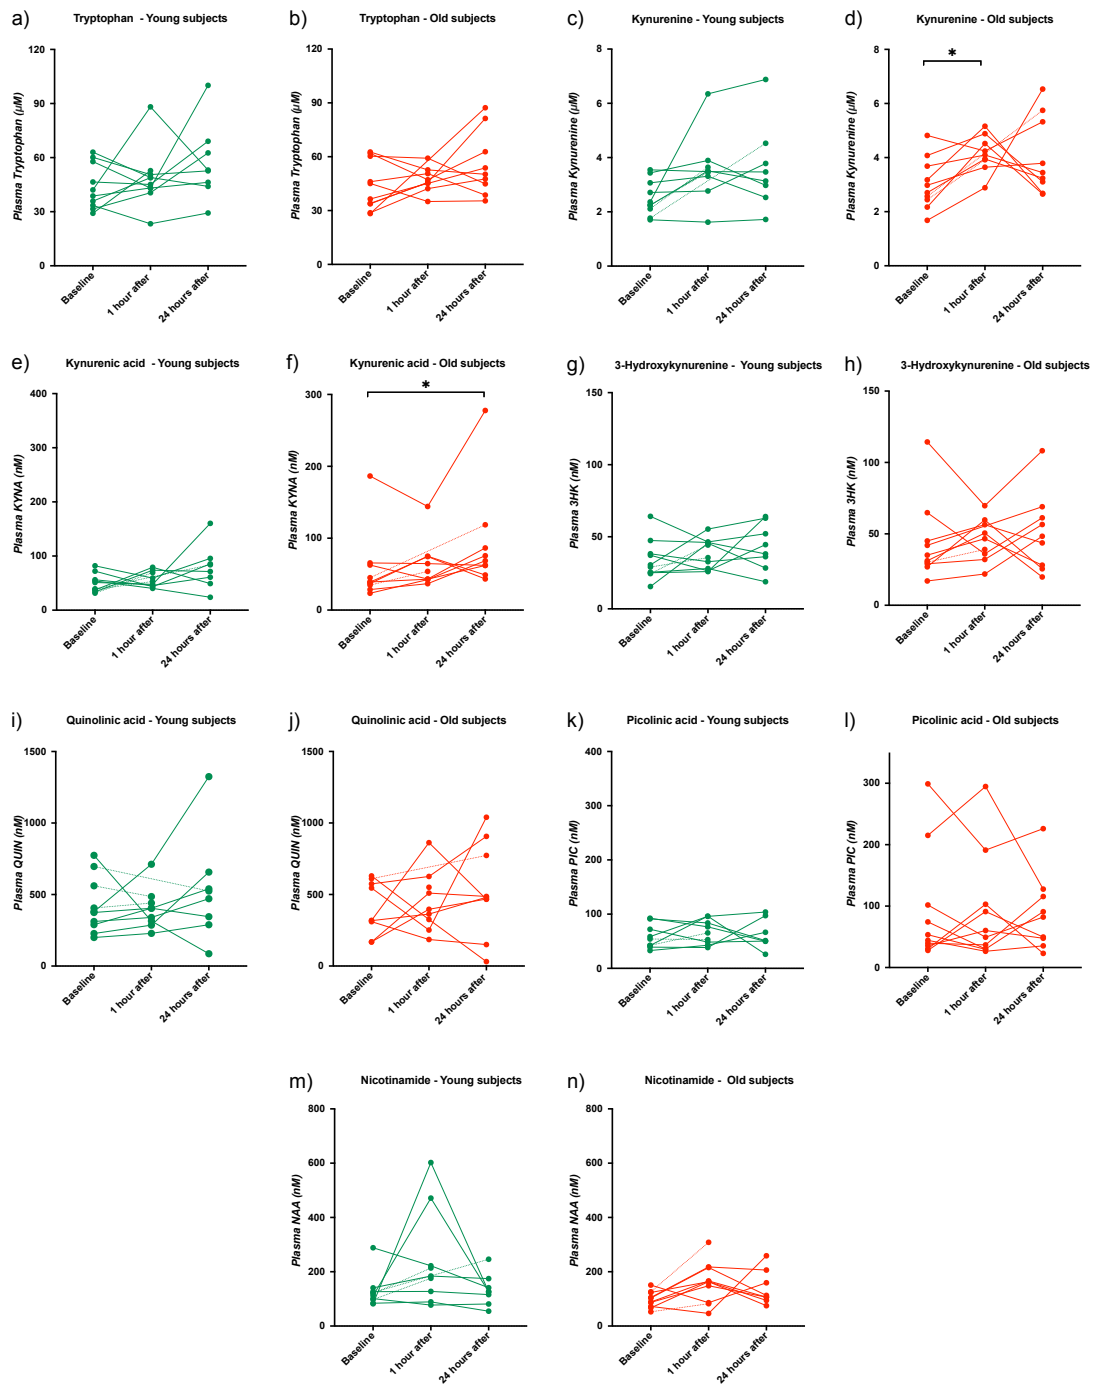 a) Tryptophan - Young subjects
Plasma Tryptophan (μM)
120
90
60
30
0
Baseline
1 hour after
24 hours after
b) Tryptophan - Old subjects
Plasma Tryptophan (μM)
120
90
60
30
0
Baseline
1 hour after
24 hours after
c) Kynurenine - Young subjects
Plasma Kynurenine (μM)
8
6
4
2
0
Baseline
1 hour after
24 hours after
d) Kynurenine - Old subjects
Plasma Kynurenine (μM)
8
6
4
2
0
*
Baseline
1 hour after
24 hours after
e) Kynurenic acid - Young subjects
Plasma KYNA (nM)
400
300
200
100
0
Baseline
1 hour after
24 hours after
f) Kynurenic acid - Old subjects
Plasma KYNA (nM)
300
200
100
0
*
Baseline
1 hour after
24 hours after
g) 3-Hydroxykynurenine - Young subjects
Plasma 3HK (nM)
150
100
50
0
Baseline
1 hour after
24 hours after
h) 3-Hydroxykynurenine - Old subjects
Plasma 3HK (nM)
150
100
50
0
Baseline
1 hour after
24 hours after
i) Quinolinic acid - Young subjects
Plasma QUIN (nM)
1500
1000
500
0
Baseline
1 hour after
24 hours after
j) Quinolinic acid - Old subjects
Plasma QUIN (nM)
1500
1000
500
0
Baseline
1 hour after
24 hours after
k) Picolinic acid - Young subjects
Plasma PIC (nM)
400
300
200
100
0
Baseline
1 hour after
24 hours after
l) Picolinic acid - Old subjects
Plasma PIC (nM)
300
200
100
0
Baseline
1 hour after
24 hours after
m) Nicotinamide - Young subjects
Plasma NAA (nM)
800
600
400
200
0
Baseline
1 hour after
24 hours after
n) Nicotinamide - Old subjects
Plasma NAA (nM)
800
600
400
200
0
Baseline
1 hour after
24 hours after